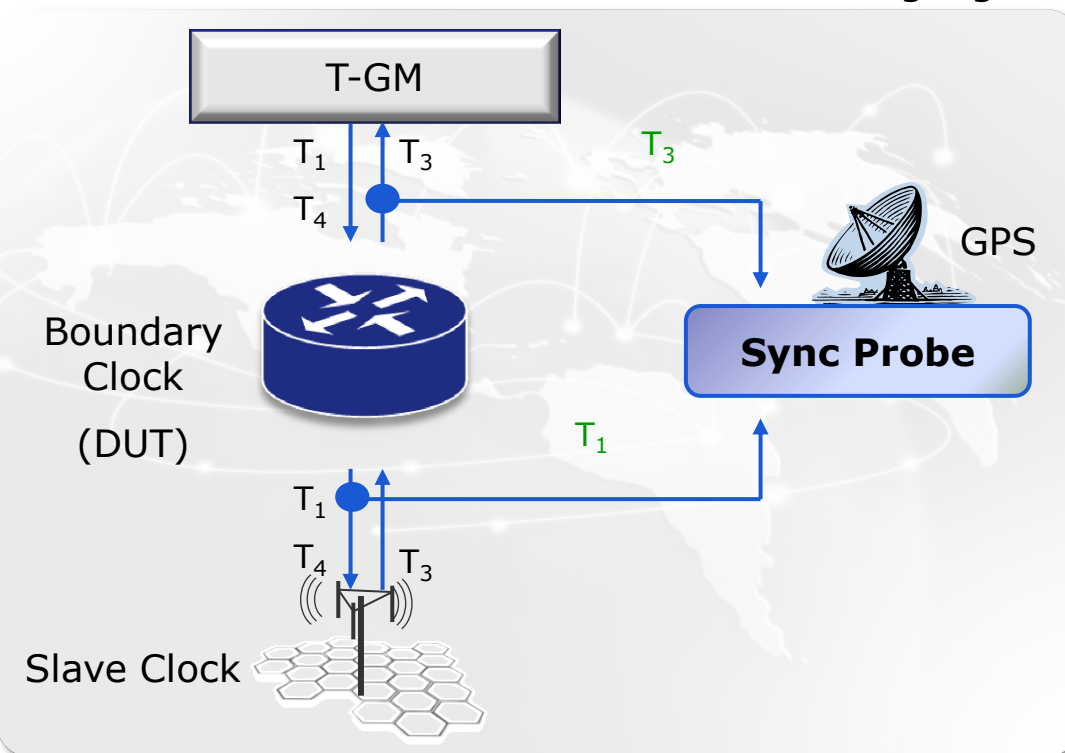 T-GM
T₁
T₃
T₃
T₄
GPS
Boundary
Clock
(DUT)
Sync Probe
T₁
T₁
T₄
T₃
Slave Clock